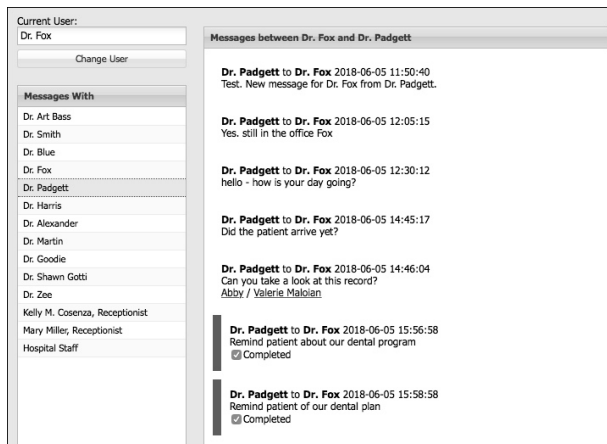 Current User:
Dr. Fox
Change User
Messages With
Dr. Art Bass
Dr. Smith
Dr. Blue
Dr. Fox
Dr. Padgett
Dr. Harris
Dr. Alexander
Dr. Martin
Dr. Goodie
Dr. Shawn Gotti
Dr. Zee
Kelly M. Cosenza, Receptionist
Mary Miller, Receptionist
Hospital Staff
Messages between Dr. Fox and Dr. Padgett
Dr. Padgett to Dr. Fox 2018-06-05 11:50:40
Test. New message for Dr. Fox from Dr. Padgett.
Dr. Padgett to Dr. Fox 2018-06-05 12:05:15
Yes. still in the office Fox
Dr. Padgett to Dr. Fox 2018-06-05 12:30:12
hello - how is your day going?
Dr. Padgett to Dr. Fox 2018-06-05 14:45:17
Did the patient arrive yet?
Dr. Padgett to Dr. Fox 2018-06-05 14:46:04
Can you take a look at this record?
Abby / Valerie Maloian
Dr. Padgett to Dr. Fox 2018-06-05 15:56:58
Remind patient about our dental program
Completed
Dr. Padgett to Dr. Fox 2018-06-05 15:58:58
Remind patient of our dental plan
Completed